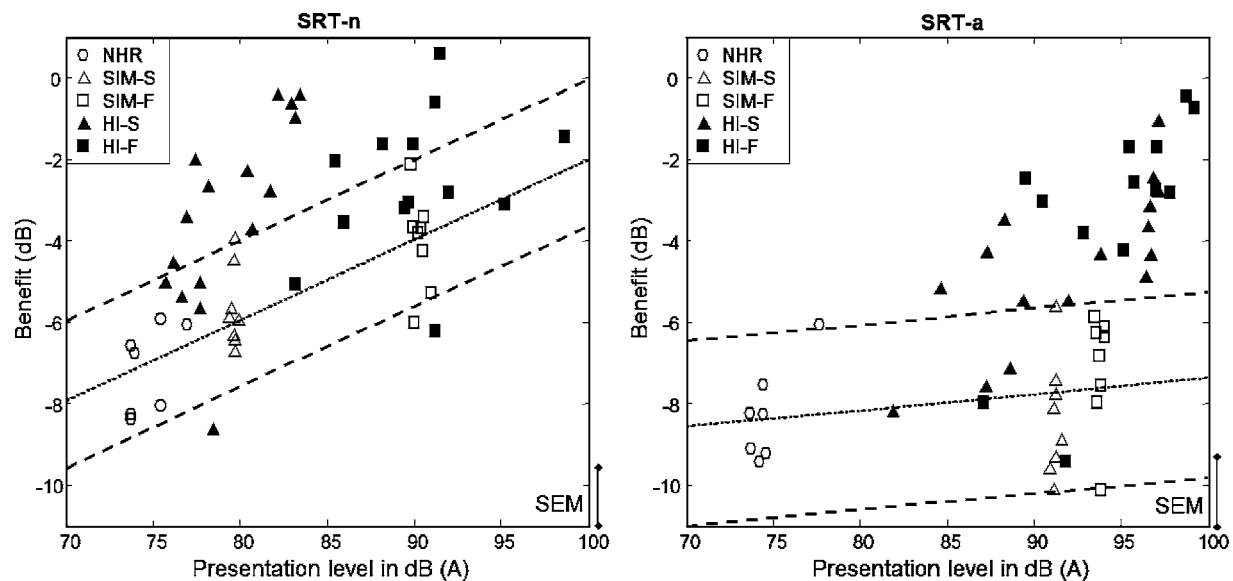 SRT-n
NHR
SIM-S
SIM-F
HI-S
HI-F
0
-2
-4
-6
-8
-10
Benefit (dB)
SEM
70 75 80 85 90 95 100
Presentation level in dB (A)
SRT-a
NHR
SIM-S
SIM-F
HI-S
HI-F
0
-2
-4
-6
-8
-10
Benefit (dB)
SEM
70 75 80 85 90 95 100
Presentation level in dB (A)